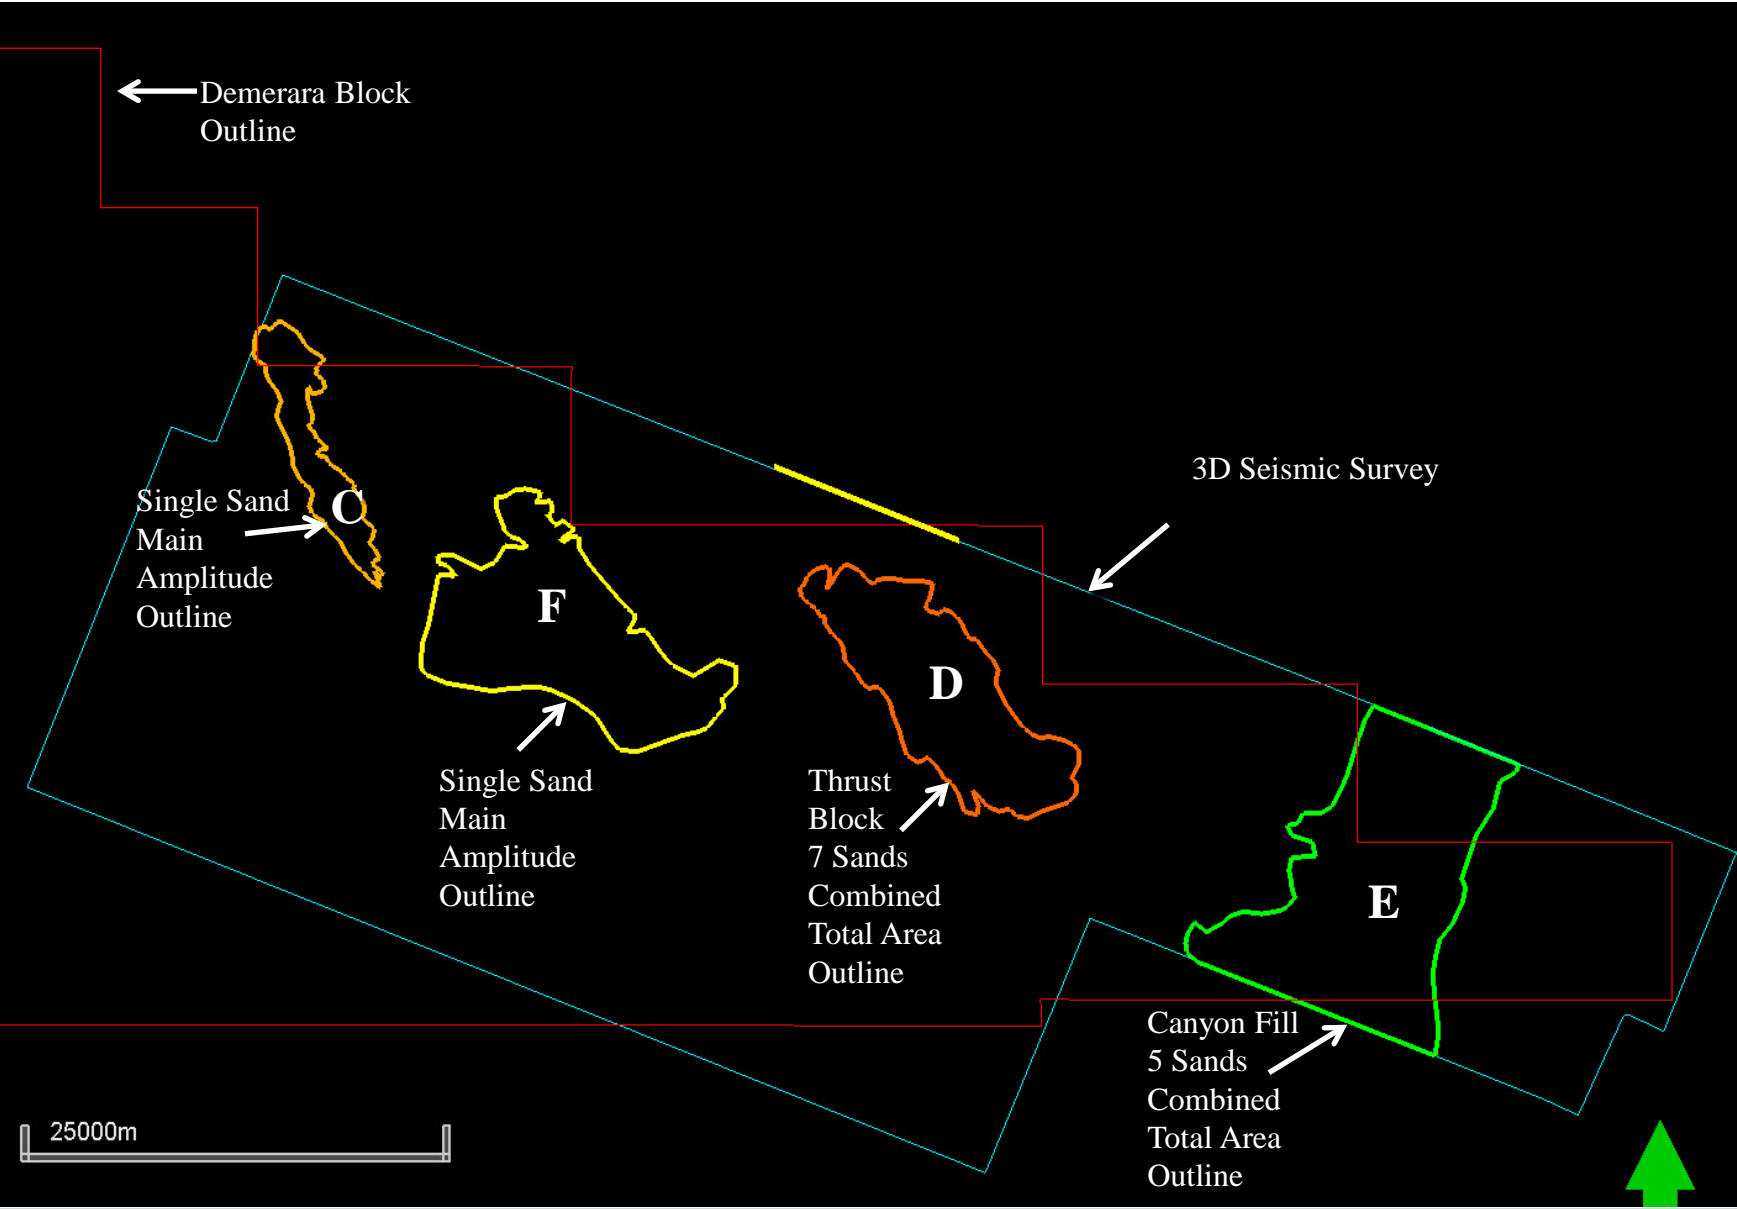 Demerara Block
Outline
3D Seismic Survey
Single Sand
Main
Amplitude
Outline
C
F
D
E
Single Sand
Main
Amplitude
Outline
Thrust
Block
7 Sands
Combined
Total Area
Outline
Canyon Fill
5 Sands
Combined
Total Area
Outline
25000m